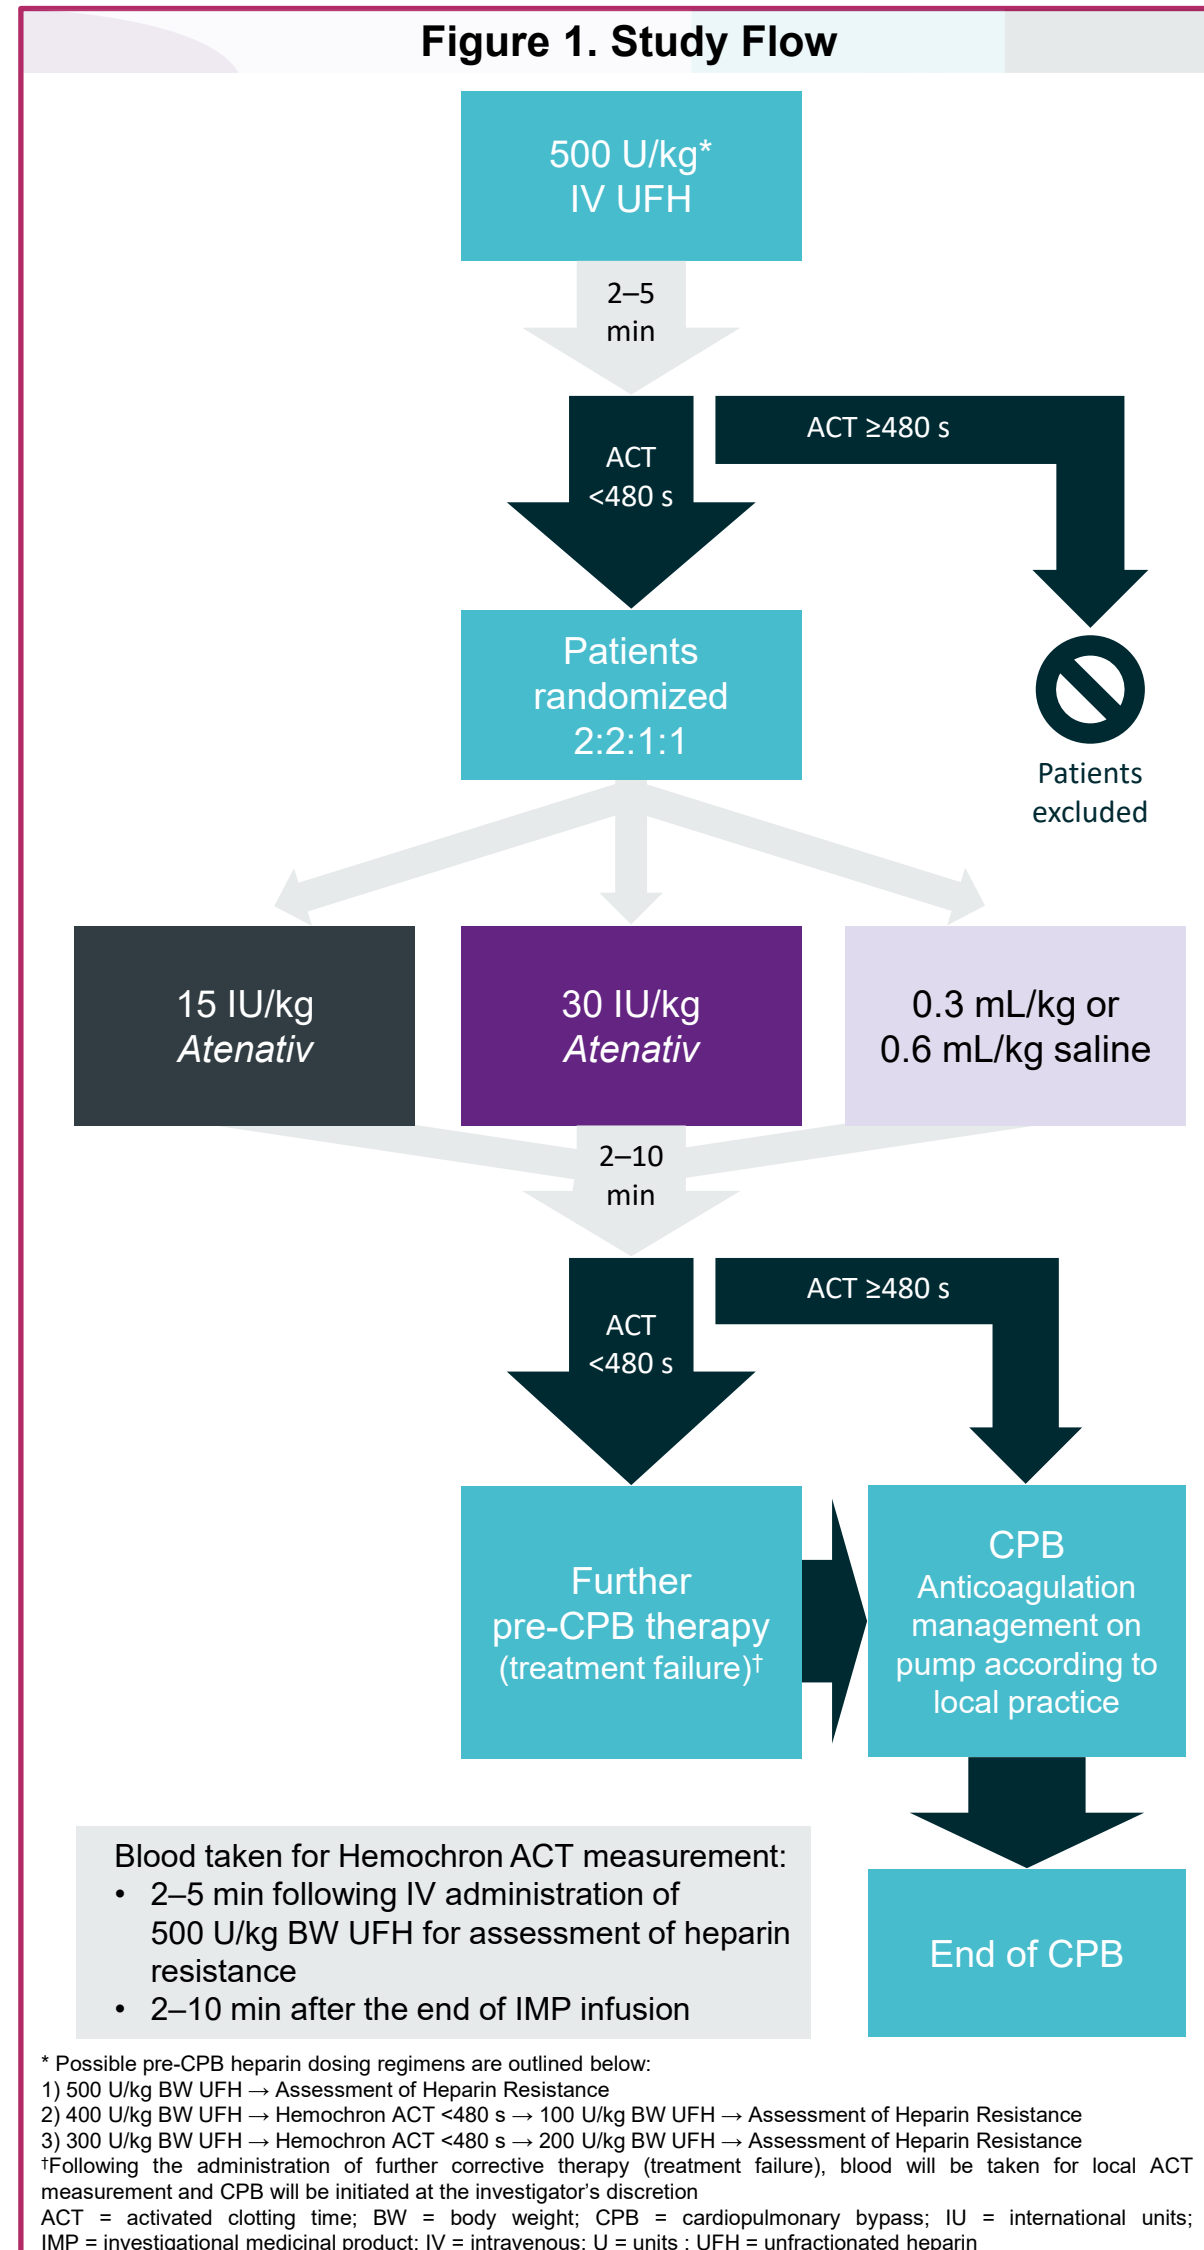 Figure 1. Study Flow
500 U/kg*
IV UFH
2–5
min
ACT
<480 s
ACT ≥480 s
Patients
randomized
2:2:1:1
Patients
excluded
15 IU/kg
Atenativ
30 IU/kg
Atenativ
0.3 mL/kg or
0.6 mL/kg saline
2–10
min
ACT
<480 s
ACT ≥480 s
Further
pre-CPB therapy
(treatment failure)†
CPB
Anticoagulation
management on
pump according to
local practice
Blood taken for Hemochron ACT measurement:
• 2–5 min following IV administration of
500 U/kg BW UFH for assessment of heparin
resistance
• 2–10 min after the end of IMP infusion
End of CPB
* Possible pre-CPB heparin dosing regimens are outlined below:
1) 500 U/kg BW UFH → Assessment of Heparin Resistance
2) 400 U/kg BW UFH → Hemochron ACT <480 s → 100 U/kg BW UFH → Assessment of Heparin Resistance
3) 300 U/kg BW UFH → Hemochron ACT <480 s → 200 U/kg BW UFH → Assessment of Heparin Resistance
†Following the administration of further corrective therapy (treatment failure), blood will be taken for local ACT
measurement and CPB will be initiated at the investigator's discretion
ACT = activated clotting time; BW = body weight; CPB = cardiopulmonary bypass; IU = international units;
IMP = investigational medicinal product; IV = intravenous; U = units ; UFH = unfractionated heparin